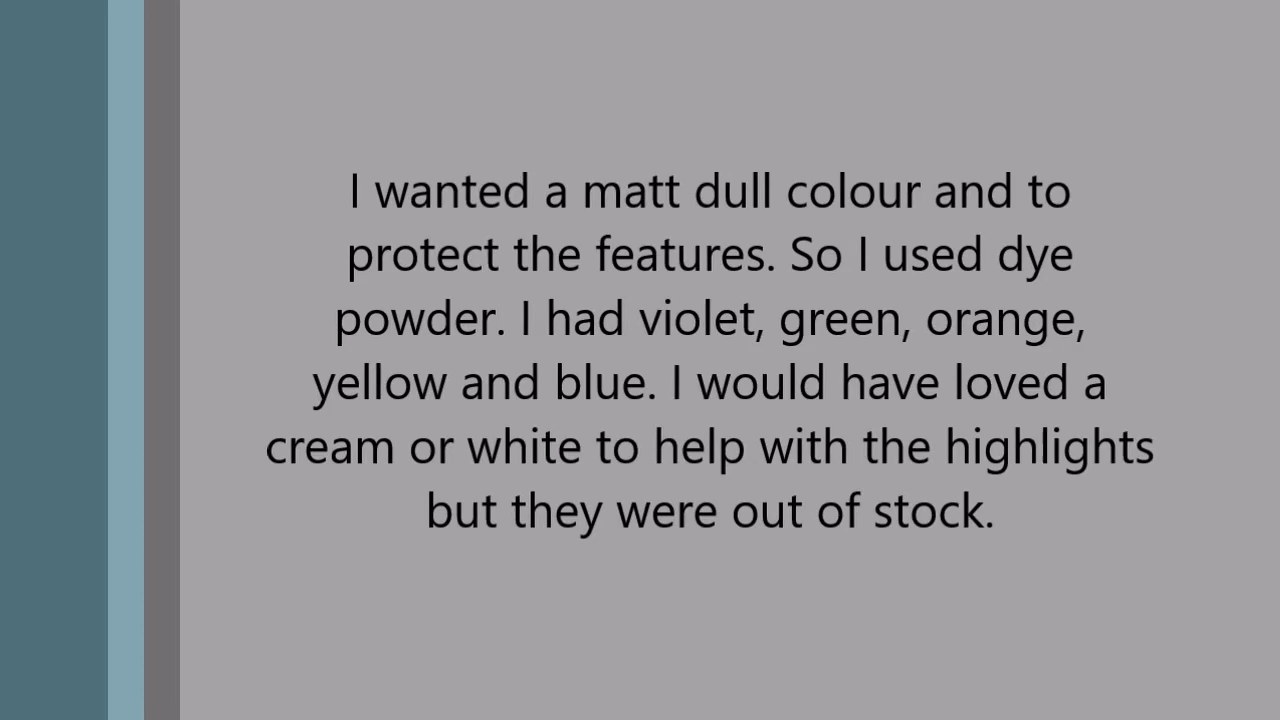 I wanted a matt dull colour and to
protect the features. So I used dye
powder. I had violet, green, orange,
yellow and blue. I would have loved a
cream or white to help with the highlights
but they were out of stock.